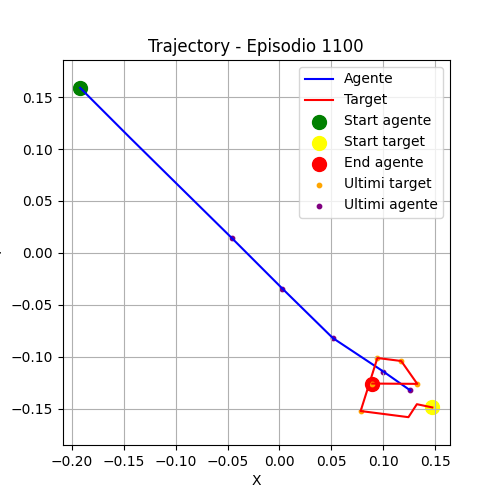 Trajectory - Episodio 1100
Agente
Target
Start agente
Start target
End agente
Ultimi target
Ultimi agente
0.15
0.10
0.05
0.00
−0.05
−0.10
−0.15
−0.20 −0.15 −0.10 −0.05 0.00 0.05 0.10 0.15
X